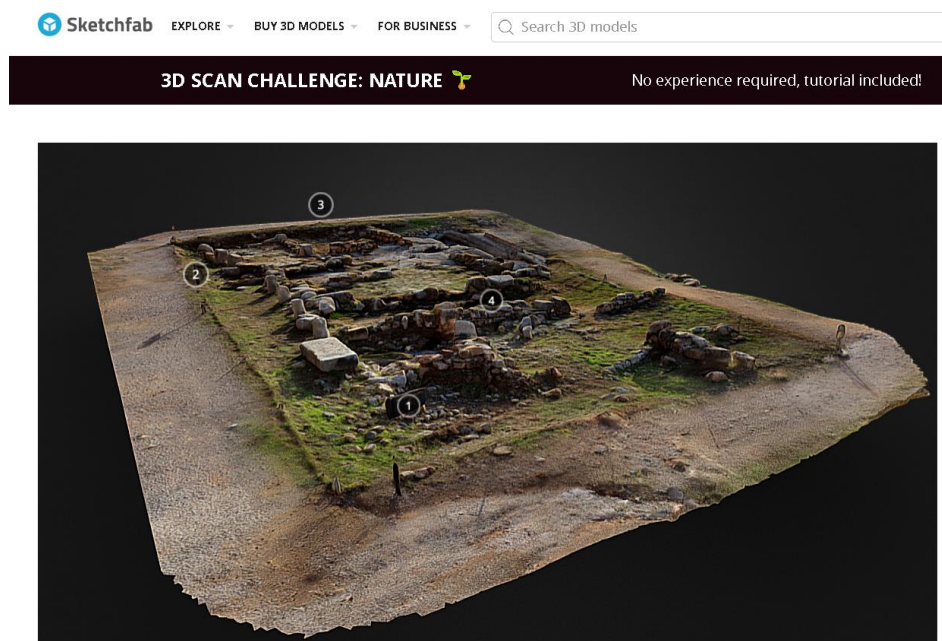 Sketchfab EXPLORE BUY 3D MODELS FOR BUSINESS Search 3D models
3D SCAN CHALLENGE: NATURE 🌱 No experience required, tutorial included!
3
2
4
1